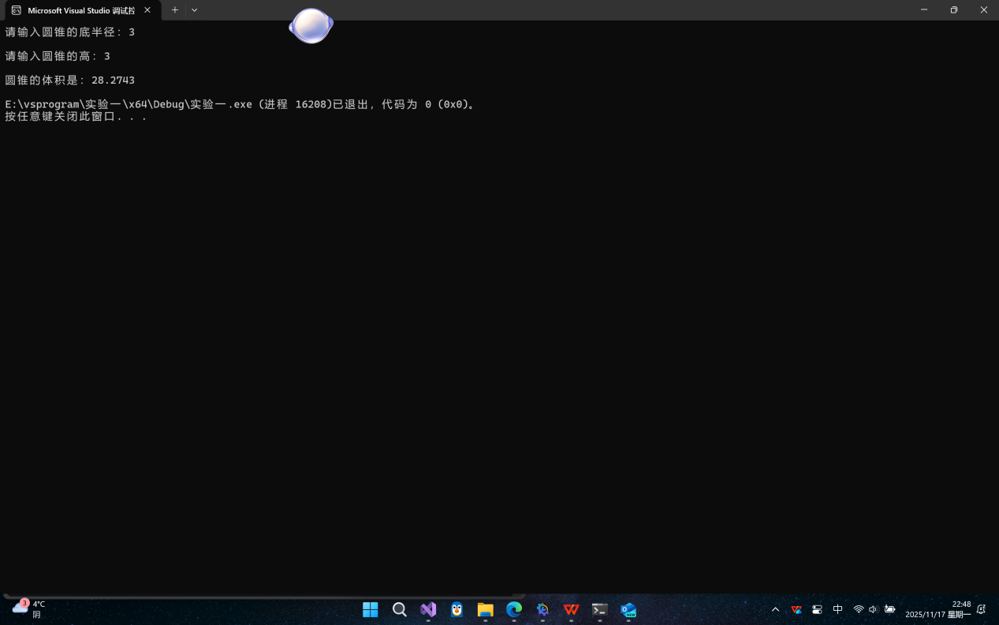 Microsoft Visual Studio 调试控
请输入圆锥的底半径: 3
请输入圆锥的高: 3
圆锥的体积是: 28.2743
E:\vsprogram\实验一\x64\Debug\实验一.exe (进程 16208)已退出，代码为 0 (0x0)。
按任意键关闭此窗口. . .
3
4°C
阴
NEW
中
22:48
2025/11/17 星期一